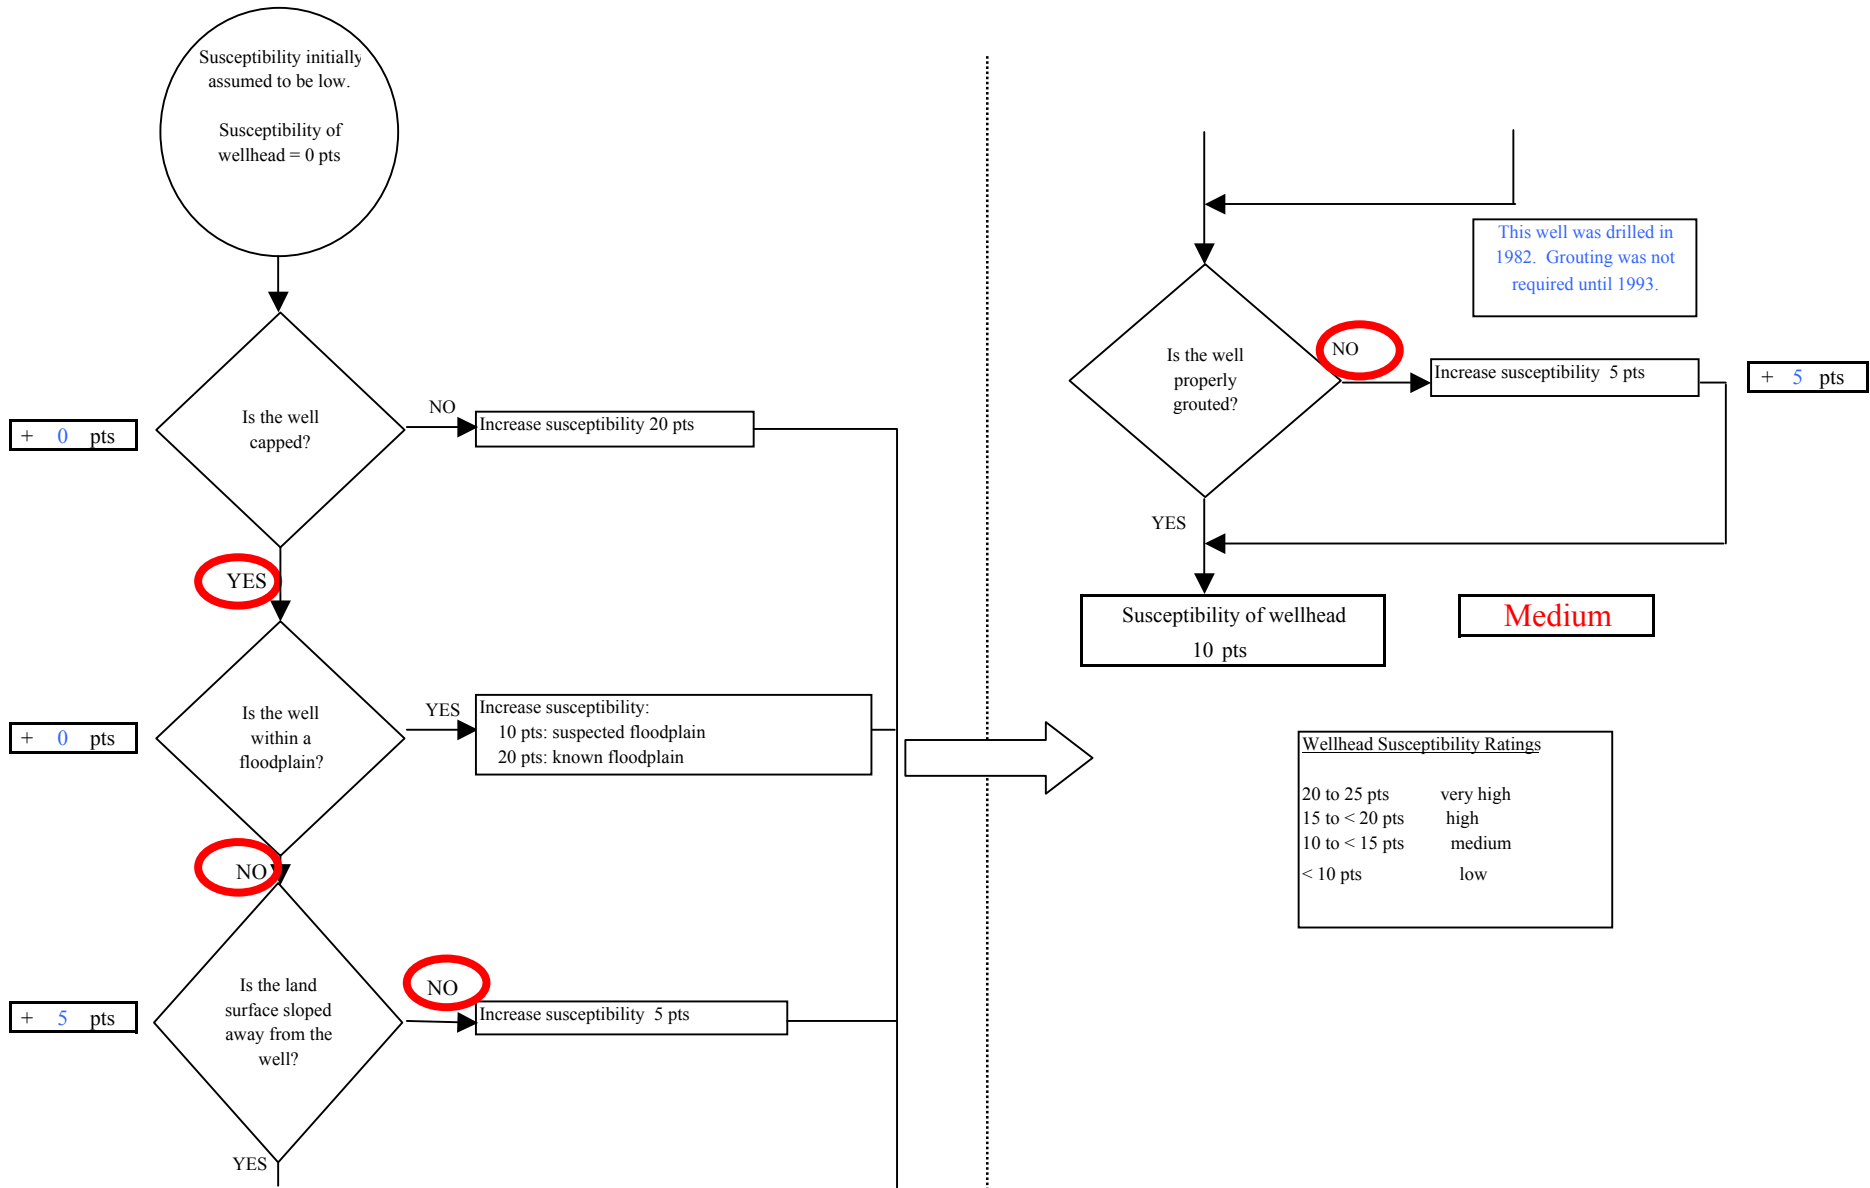 Susceptibility initially
assumed to be low.
Susceptibility of
wellhead = 0 pts
Is the well
capped?
+ 0 pts
NO
Increase susceptibility 20 pts
YES
Is the well
within a
floodplain?
+ 0 pts
YES
Increase susceptibility:
10 pts: suspected floodplain
20 pts: known floodplain
NO
Is the land
surface sloped
away from the
well?
+ 5 pts
NO
Increase susceptibility 5 pts
YES
This well was drilled in
1982. Grouting was not
required until 1993.
Is the well
properly
grouted?
NO
Increase susceptibility 5 pts
+ 5 pts
YES
Susceptibility of wellhead
10 pts
Medium
Wellhead Susceptibility Ratings
20 to 25 pts very high
15 to < 20 pts high
10 to < 15 pts medium
< 10 pts low